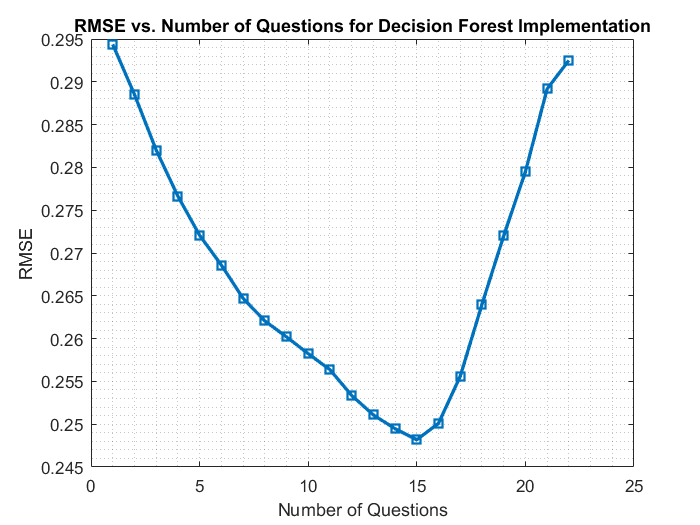 RMSE vs. Number of Questions for Decision Forest Implementation
0.295
0.29
0.285
0.28
0.275
0.27
0.265
0.26
0.255
0.25
0.245
RMSE
0 5 10 15 20 25
Number of Questions